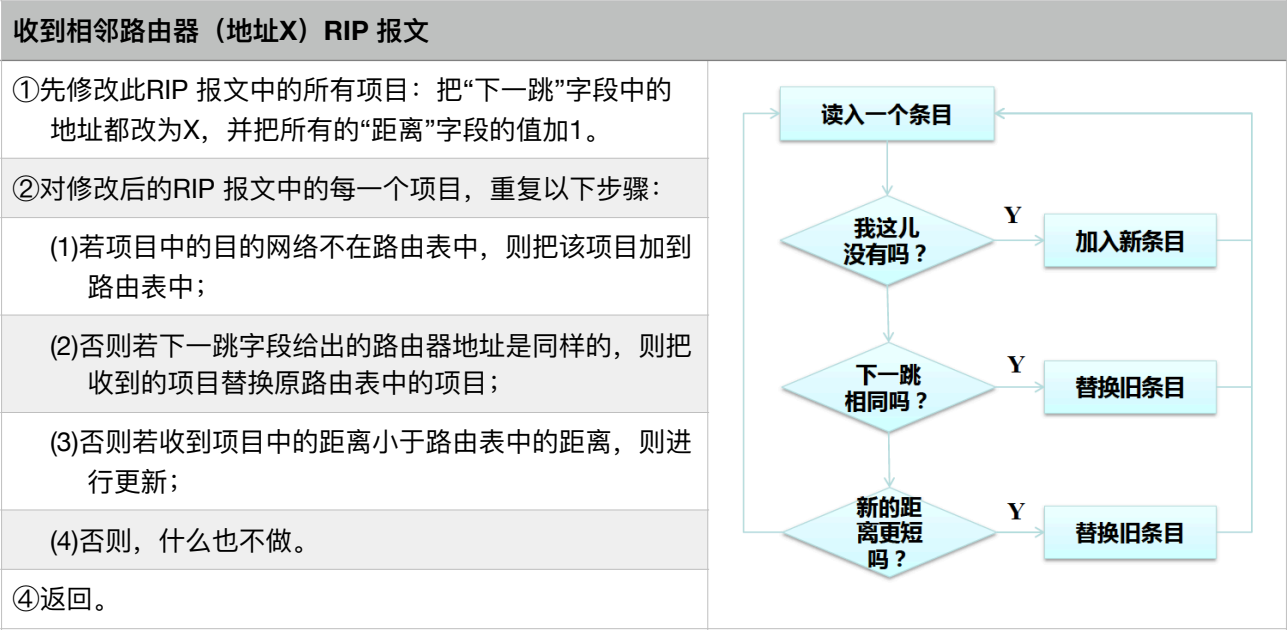 收到相邻路由器（地址X）RIP 报文
①先修改此RIP 报文中的所有项目：把“下一跳”字段中的
地址都改为X，并把所有的“距离”字段的值加1。
②对修改后的RIP 报文中的每一个项目，重复以下步骤：
(1)若项目中的目的网络不在路由表中，则把该项目加到
路由表中；
(2)否则若下一跳字段给出的路由器地址是同样的，则把
收到的项目替换原路由表中的项目；
(3)否则若收到项目中的距离小于路由表中的距离，则进
行更新；
(4)否则，什么也不做。
④返回。
读入一个条目
我这儿
没有吗？
Y
加入新条目
下一跳
相同吗？
Y
替换旧条目
新的距
离更短
吗？
Y
替换旧条目